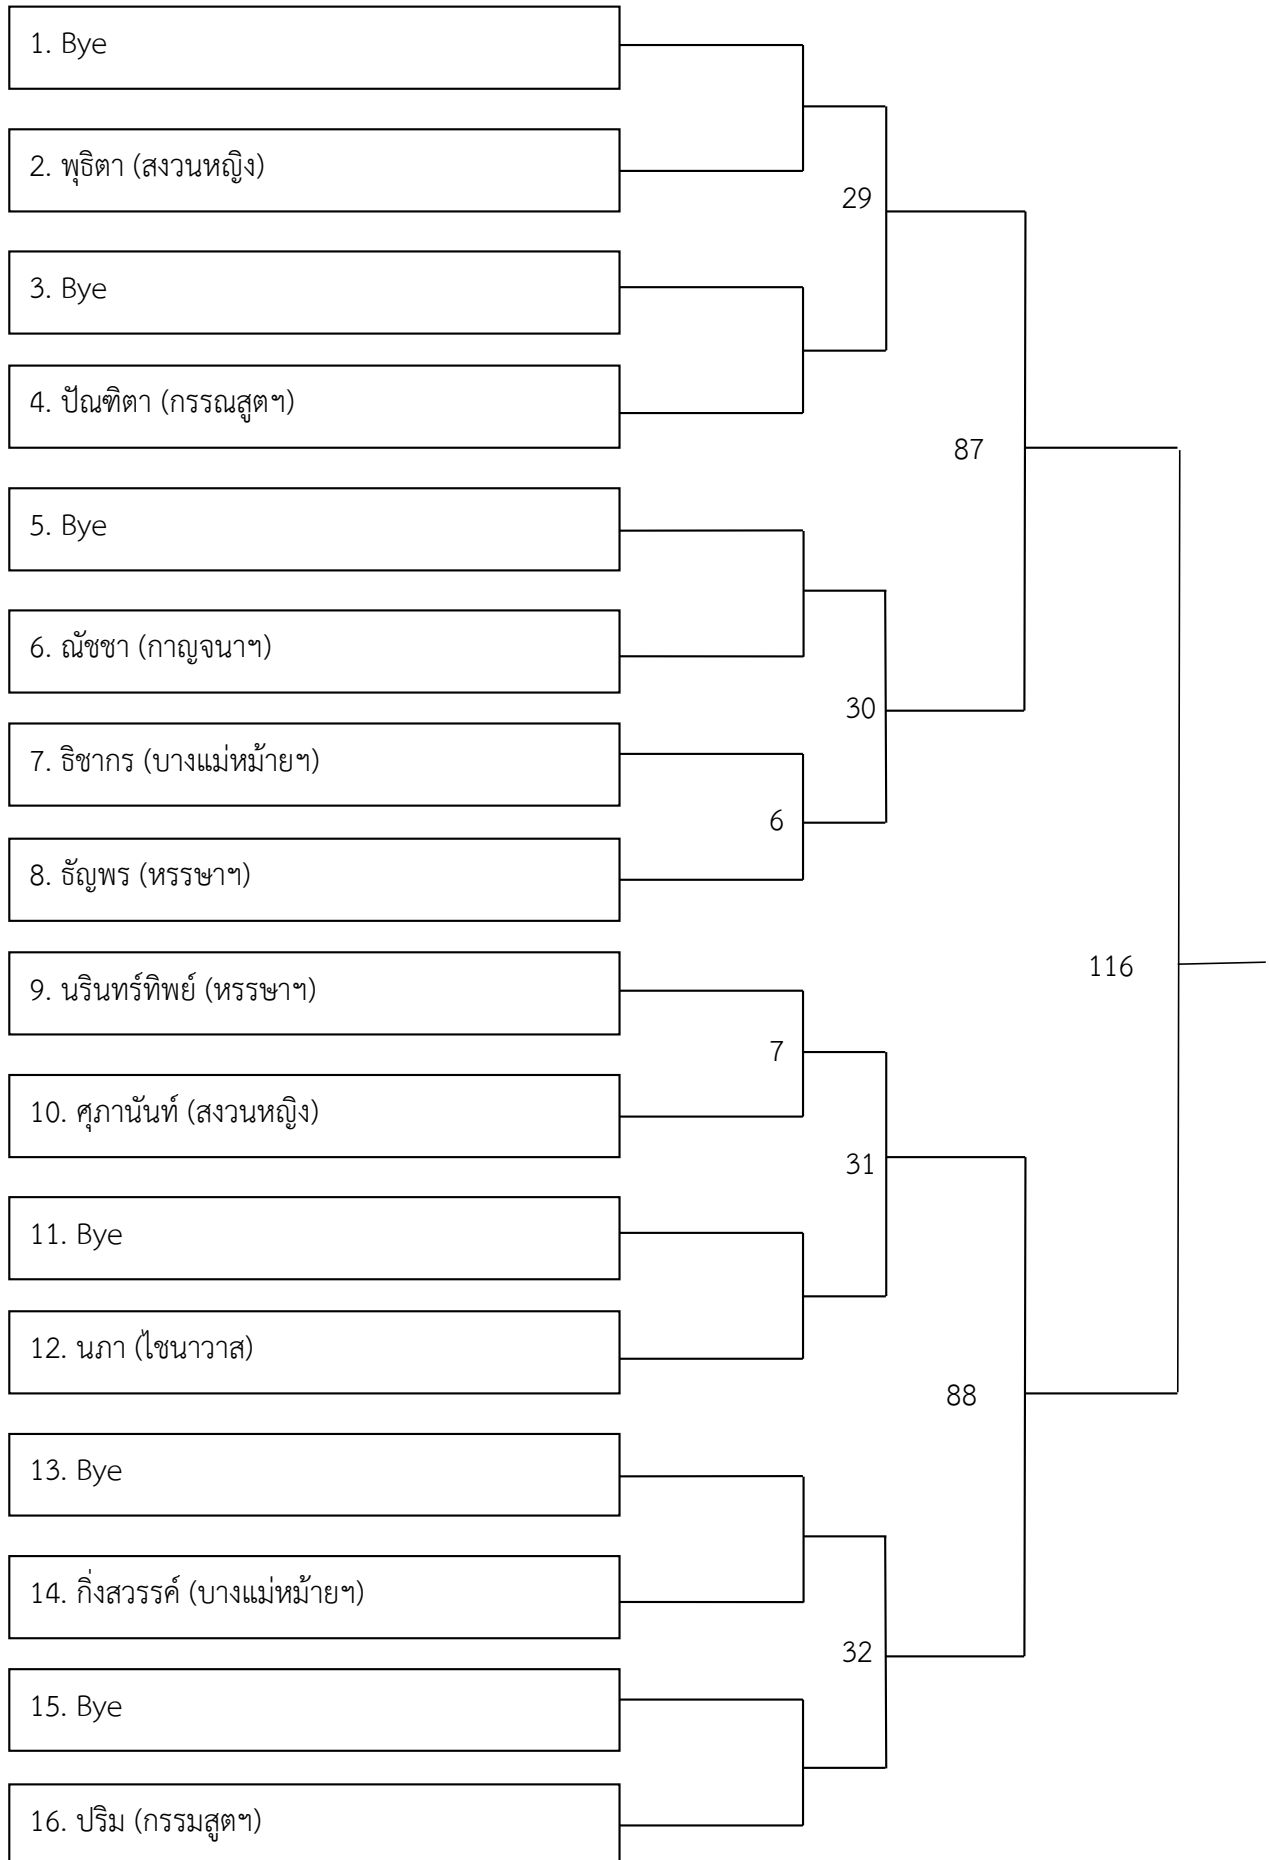 1. Bye
2. พุธิตา (สงวนหญิง)
29
3. Bye
4. ปัณฑิตา (กรรณสูตฯ)
87
5. Bye
6. ณัชชา (กาญจนาฯ)
30
7. ธิชากร (บางแม่หม้ายฯ)
6
8. ธัญพร (หรรษาฯ)
116
9. นรินทร์ทิพย์ (หรรษาฯ)
7
10. ศุภานันท์ (สงวนหญิง)
31
11. Bye
12. นภา (ไชนาวาส)
88
13. Bye
14. กิ่งสวรรค์ (บางแม่หม้ายฯ)
32
15. Bye
16. ปริม (กรรมสูตฯ)